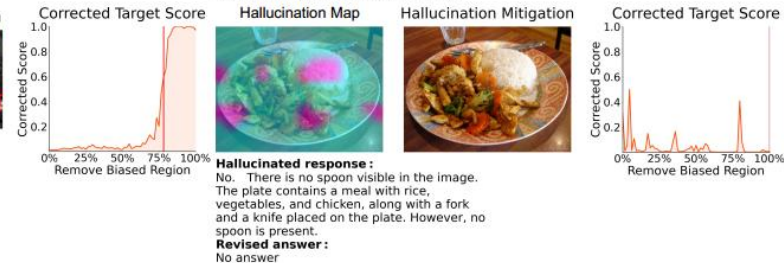 Corrected Target Score
Hallucination Map
Hallucination Mitigation
Corrected Target Score
Corrected Score
1.0
0.8
0.6
0.4
0.2
0% 25% 50% 75% 100%
Remove Biased Region
Corrected Score
1.0
0.8
0.6
0.4
0.2
0% 25% 50% 75% 100%
Remove Biased Region
Hallucinated response:
No. There is no spoon visible in the image.
The plate contains a meal with rice,
vegetables, and chicken, along with a fork
and a knife placed on the plate. However, no
spoon is present.
Revised answer:
No answer